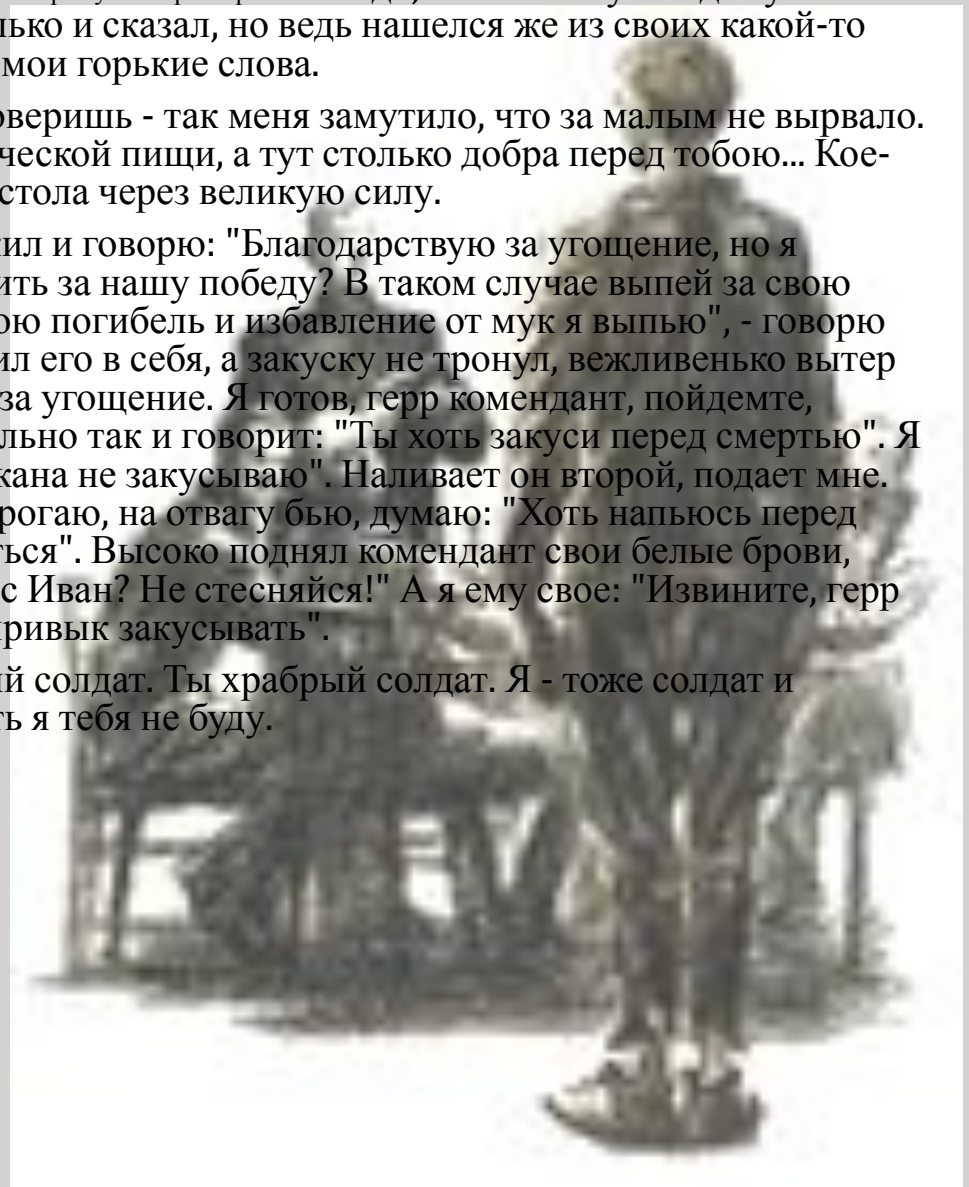 лько и сказал, но ведь нашелся же из своих какой-то
мои горькие слова.
оверишь - так меня замутило, что за малым не вырвало.
ческой пищи, а тут столько добра перед тобою... Кое-
стола через великую силу.
ил и говорю: "Благодарствую за угощение, но я
ить за нашу победу? В таком случае выпей за свою
ою погибель и избавление от мук я выпью", - говорю
ил его в себя, а закуску не тронул, вежливенько вытер
за угощение. Я готов, герр комендант, пойдемте,
льно так и говорит: "Ты хоть закуси перед смертью". Я
кана не закусываю". Наливает он второй, подает мне.
рогаю, на отвагу бью, думаю: "Хоть напьюсь перед
ться". Высоко поднял комендант свои белые брови,
с Иван? Не стесняйся!" А я ему свое: "Извините, герр
привык закусывать".
й солдат. Ты храбрый солдат. Я - тоже солдат и
ть я тебя не буду.